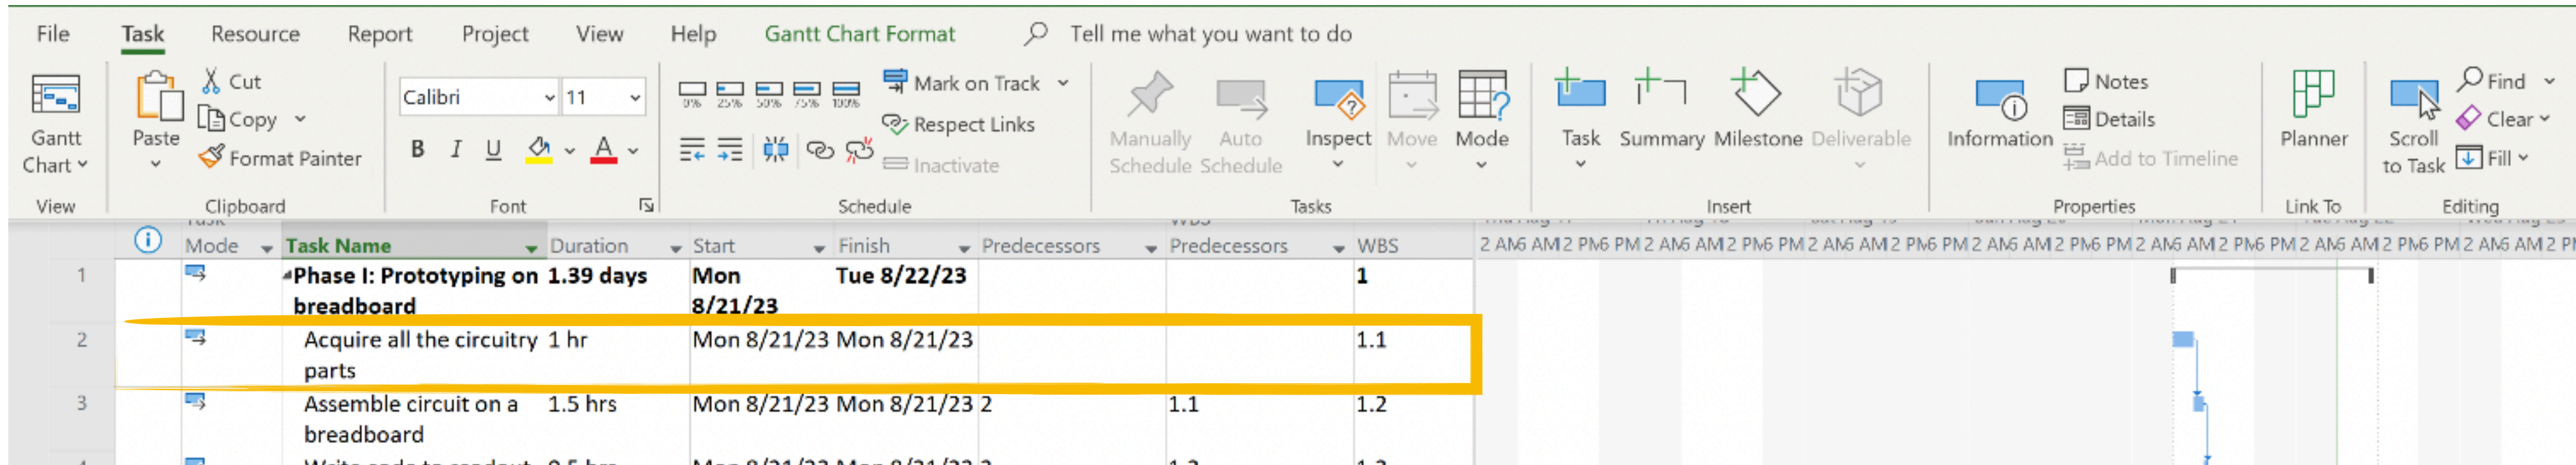 File Task Resource Report Project View Help Gantt Chart Format Tell me what you want to do
Gantt
Chart
View
Paste
Cut
Copy
Format Painter
Clipboard
Calibri 11
B I U A
Font
0% 25% 50% 75% 100%
Mark on Track
Respect Links
Inactivate
Schedule
Manually
Schedule
Auto
Schedule
Inspect
Move
Mode
Tasks
Task
Summary
Milestone
Deliverable
Insert
Information
Notes
Details
Add to Timeline
Properties
Planner
Link To
Scroll
to Task
Find
Clear
Fill
Editing
Mode Task Name Duration Start Finish Predecessors Predecessors WBS
1 Phase I: Prototyping on 1.39 days Mon Tue 8/22/23 1
breadboard 8/21/23
2 Acquire all the circuitry 1 hr Mon 8/21/23 Mon 8/21/23 1.1
parts
3 Assemble circuit on a 1.5 hrs Mon 8/21/23 Mon 8/21/23 2 1.1 1.2
breadboard